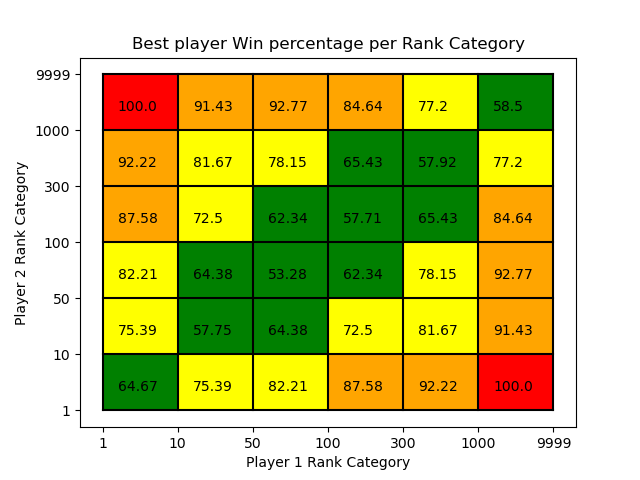 Best player Win percentage per Rank Category
9999
100.0 91.43 92.77 84.64 77.2 58.5
1000
92.22 81.67 78.15 65.43 57.92 77.2
300
87.58 72.5 62.34 57.71 65.43 84.64
100
82.21 64.38 53.28 62.34 78.15 92.77
50
75.39 57.75 64.38 72.5 81.67 91.43
10
64.67 75.39 82.21 87.58 92.22 100.0
1
Player 2 Rank Category
1 10 50 100 300 1000 9999
Player 1 Rank Category